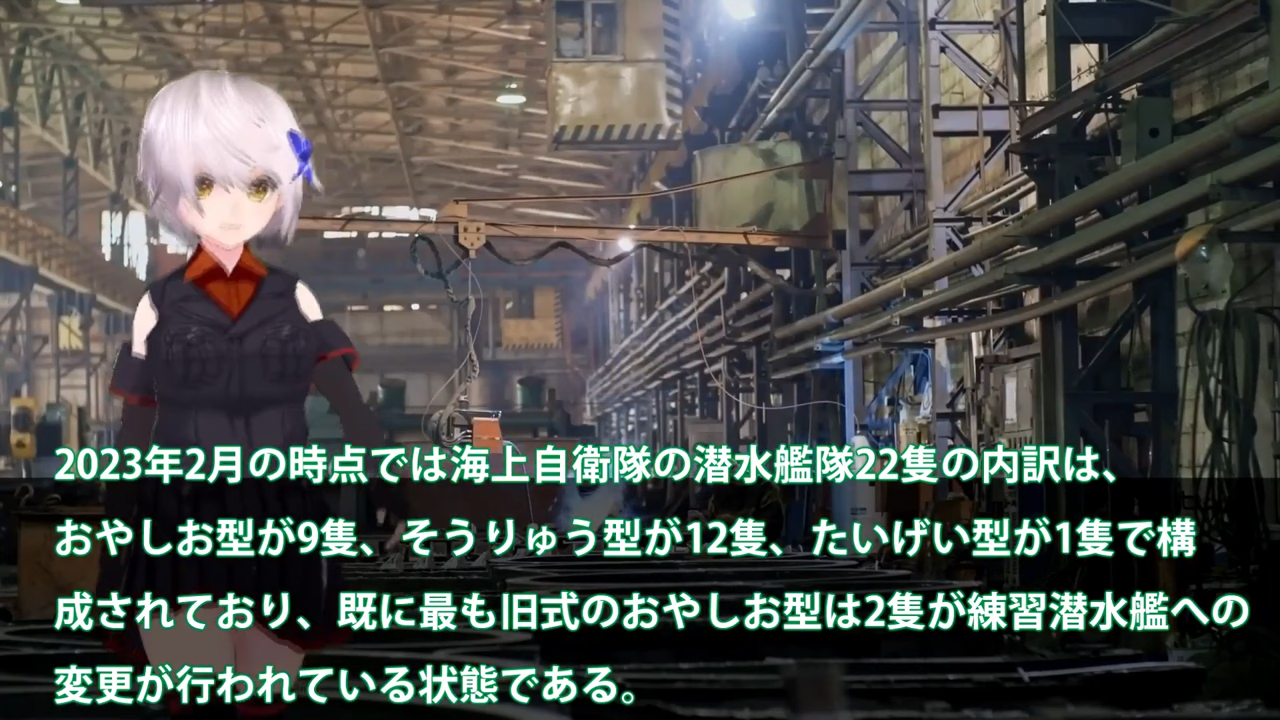 2023年2月の時点では海上自衛隊の潜水艦隊22隻の内訳は、
おやしお型が9隻、そうりゅう型が12隻、たいげい型が1隻で構
成されており、既に最も旧式のおやしお型は2隻が練習潜水艦への
変更が行われている状態である。